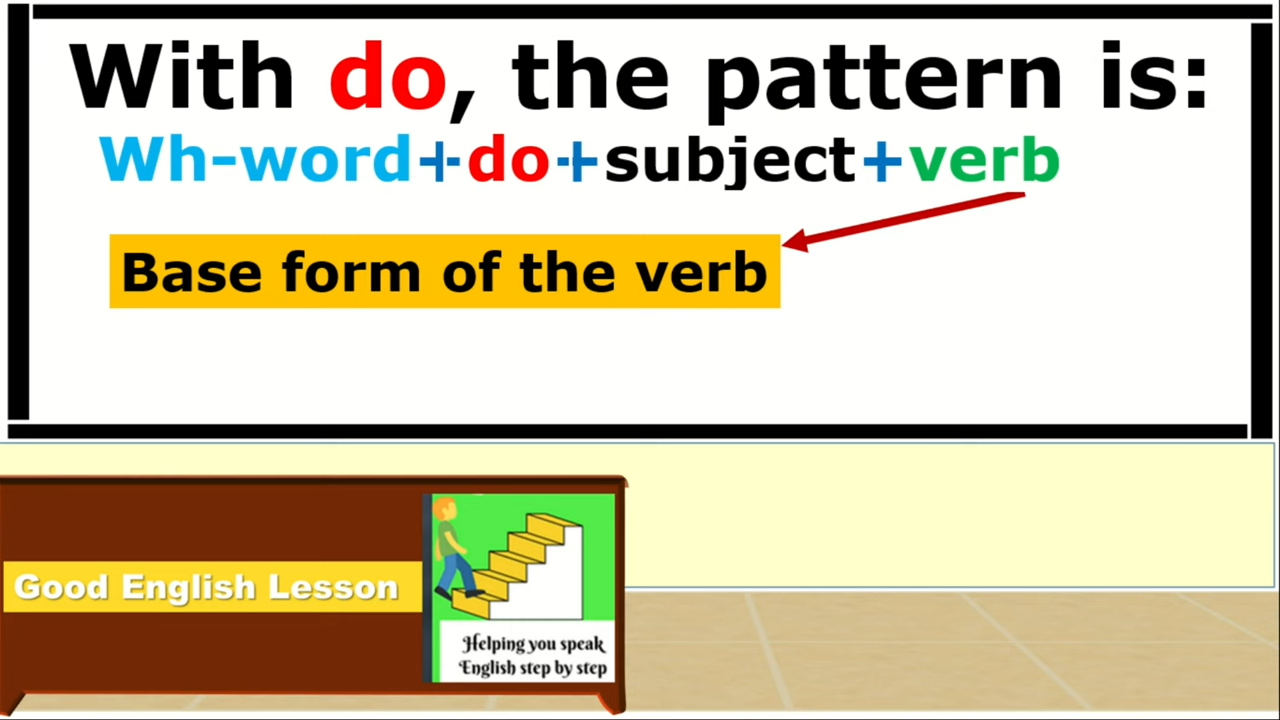 With do, the pattern is:
Wh-word+do+subject+verb
Base form of the verb
Good English Lesson
Helping you speak
English step by step